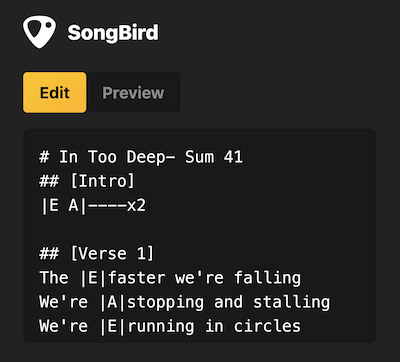 SongBird
Edit Preview
# In Too Deep– Sum 41
## [Intro]
|E A|––––x2

## [Verse 1]
The |E|faster we're falling
We're |A|stopping and stalling
We're |E|running in circles